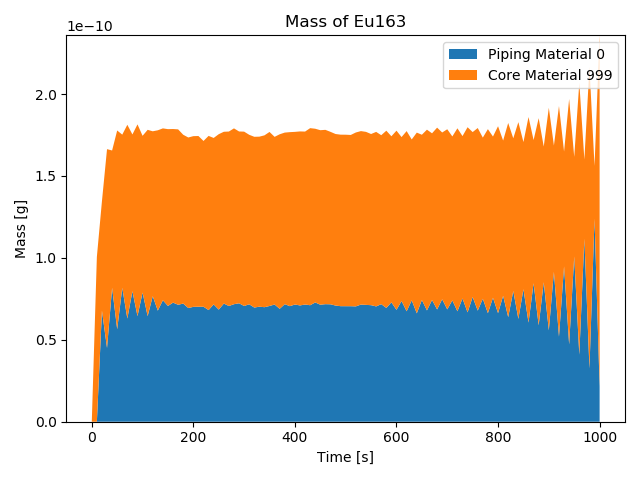 Mass of Eu163
1e−10
Piping Material 0
Core Material 999
2.0
1.5
1.0
0.5
0.0
Mass [g]
0 200 400 600 800 1000
Time [s]